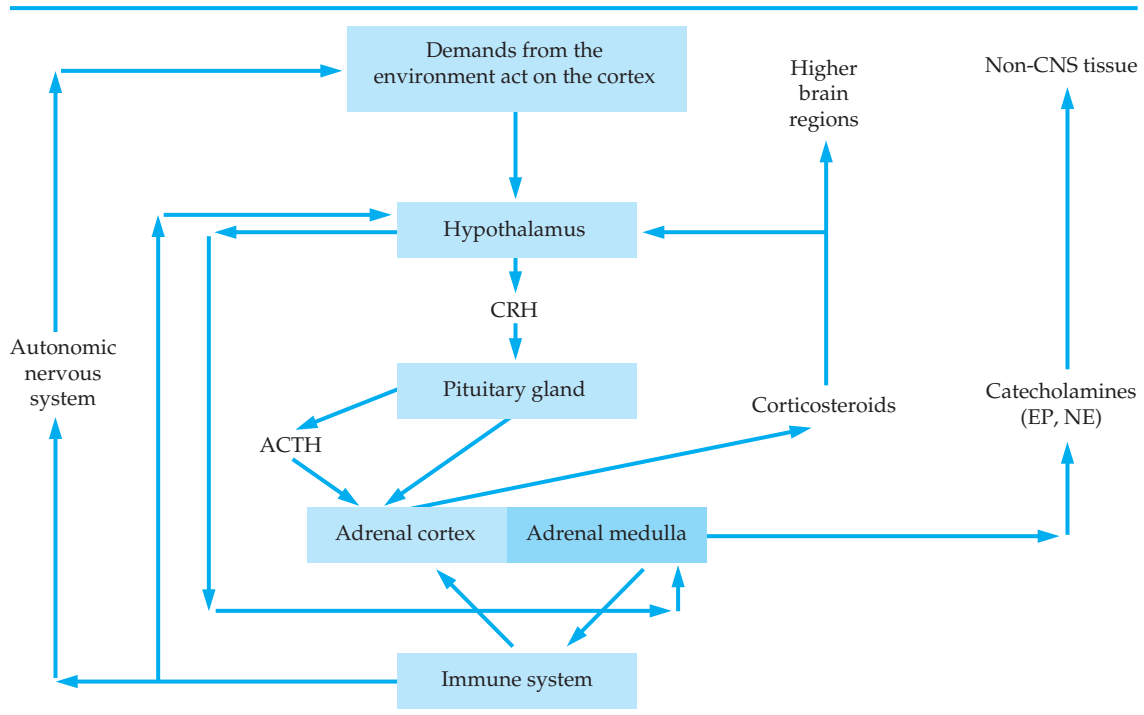 Demands from the
environment act on the cortex
Higher
brain
regions
Non-CNS tissue
Hypothalamus
CRH
Autonomic
nervous
system
Pituitary gland
Corticosteroids
Catecholamines
(EP, NE)
ACTH
Adrenal cortex
Adrenal medulla
Immune system